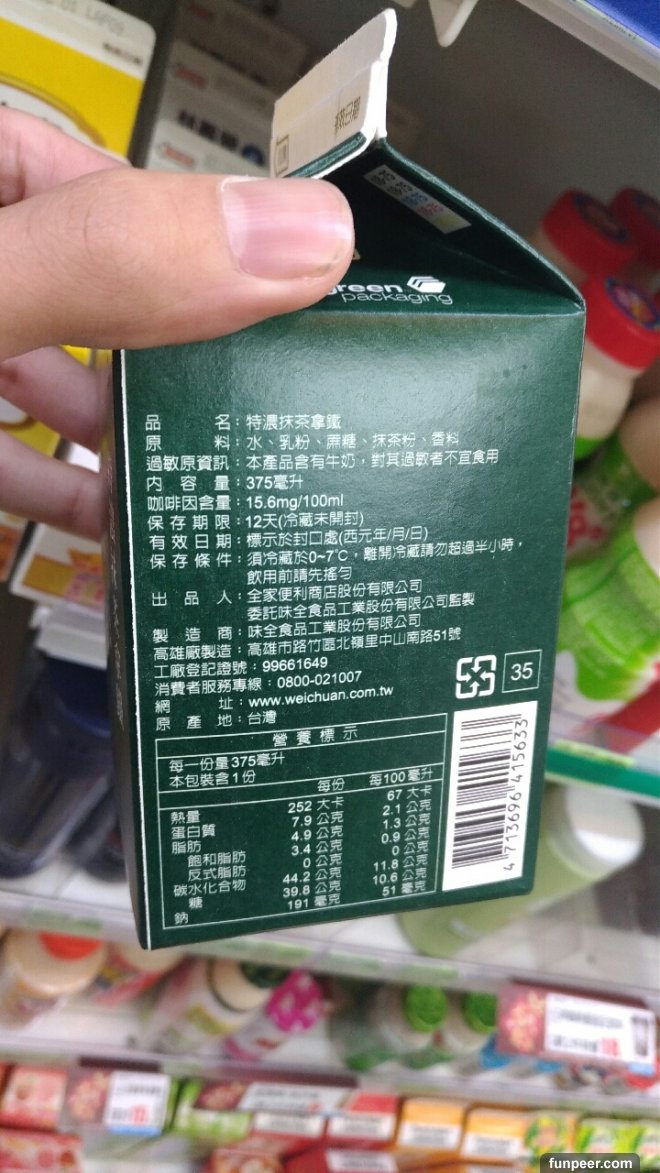 green
packaging
品名：特濃抹茶拿鐵
原料：水、乳粉、蔗糖、抹茶粉、香料
過敏原資訊：本產品含有牛奶，對其過敏者不宜食用
內容量：375毫升
咖啡因含量：15.6mg/100ml
保存期限：12天(冷藏未開封)
有效日期：標示於封口處(西元年/月/日)
保存條件：須冷藏於0~7℃，離開冷藏請勿超過半小時，
飲用前請先搖勻
出品人：全家便利商店股份有限公司
委託味全食品工業股份有限公司監製
製造商：味全食品工業股份有限公司
高雄廠製造：高雄市路竹區北嶺里中山南路51號
工廠登記證號：99661649
消費者服務專線：0800-021007
網址：www.weichuan.com.tw
原產地：台灣
35
營養標示
每一份量375毫升
本包裝含1份
每份 每100毫升
熱量 252 大卡 67 大卡
蛋白質 7.9 公克 2.1 公克
脂肪 4.9 公克 1.3 公克
飽和脂肪 3.4 公克 0.9 公克
反式脂肪 0 公克 0 公克
碳水化合物 44.2 公克 11.8 公克
糖 39.8 公克 10.6 公克
鈉 191 毫克 51 毫克
4 713696 415633
funpeer.com